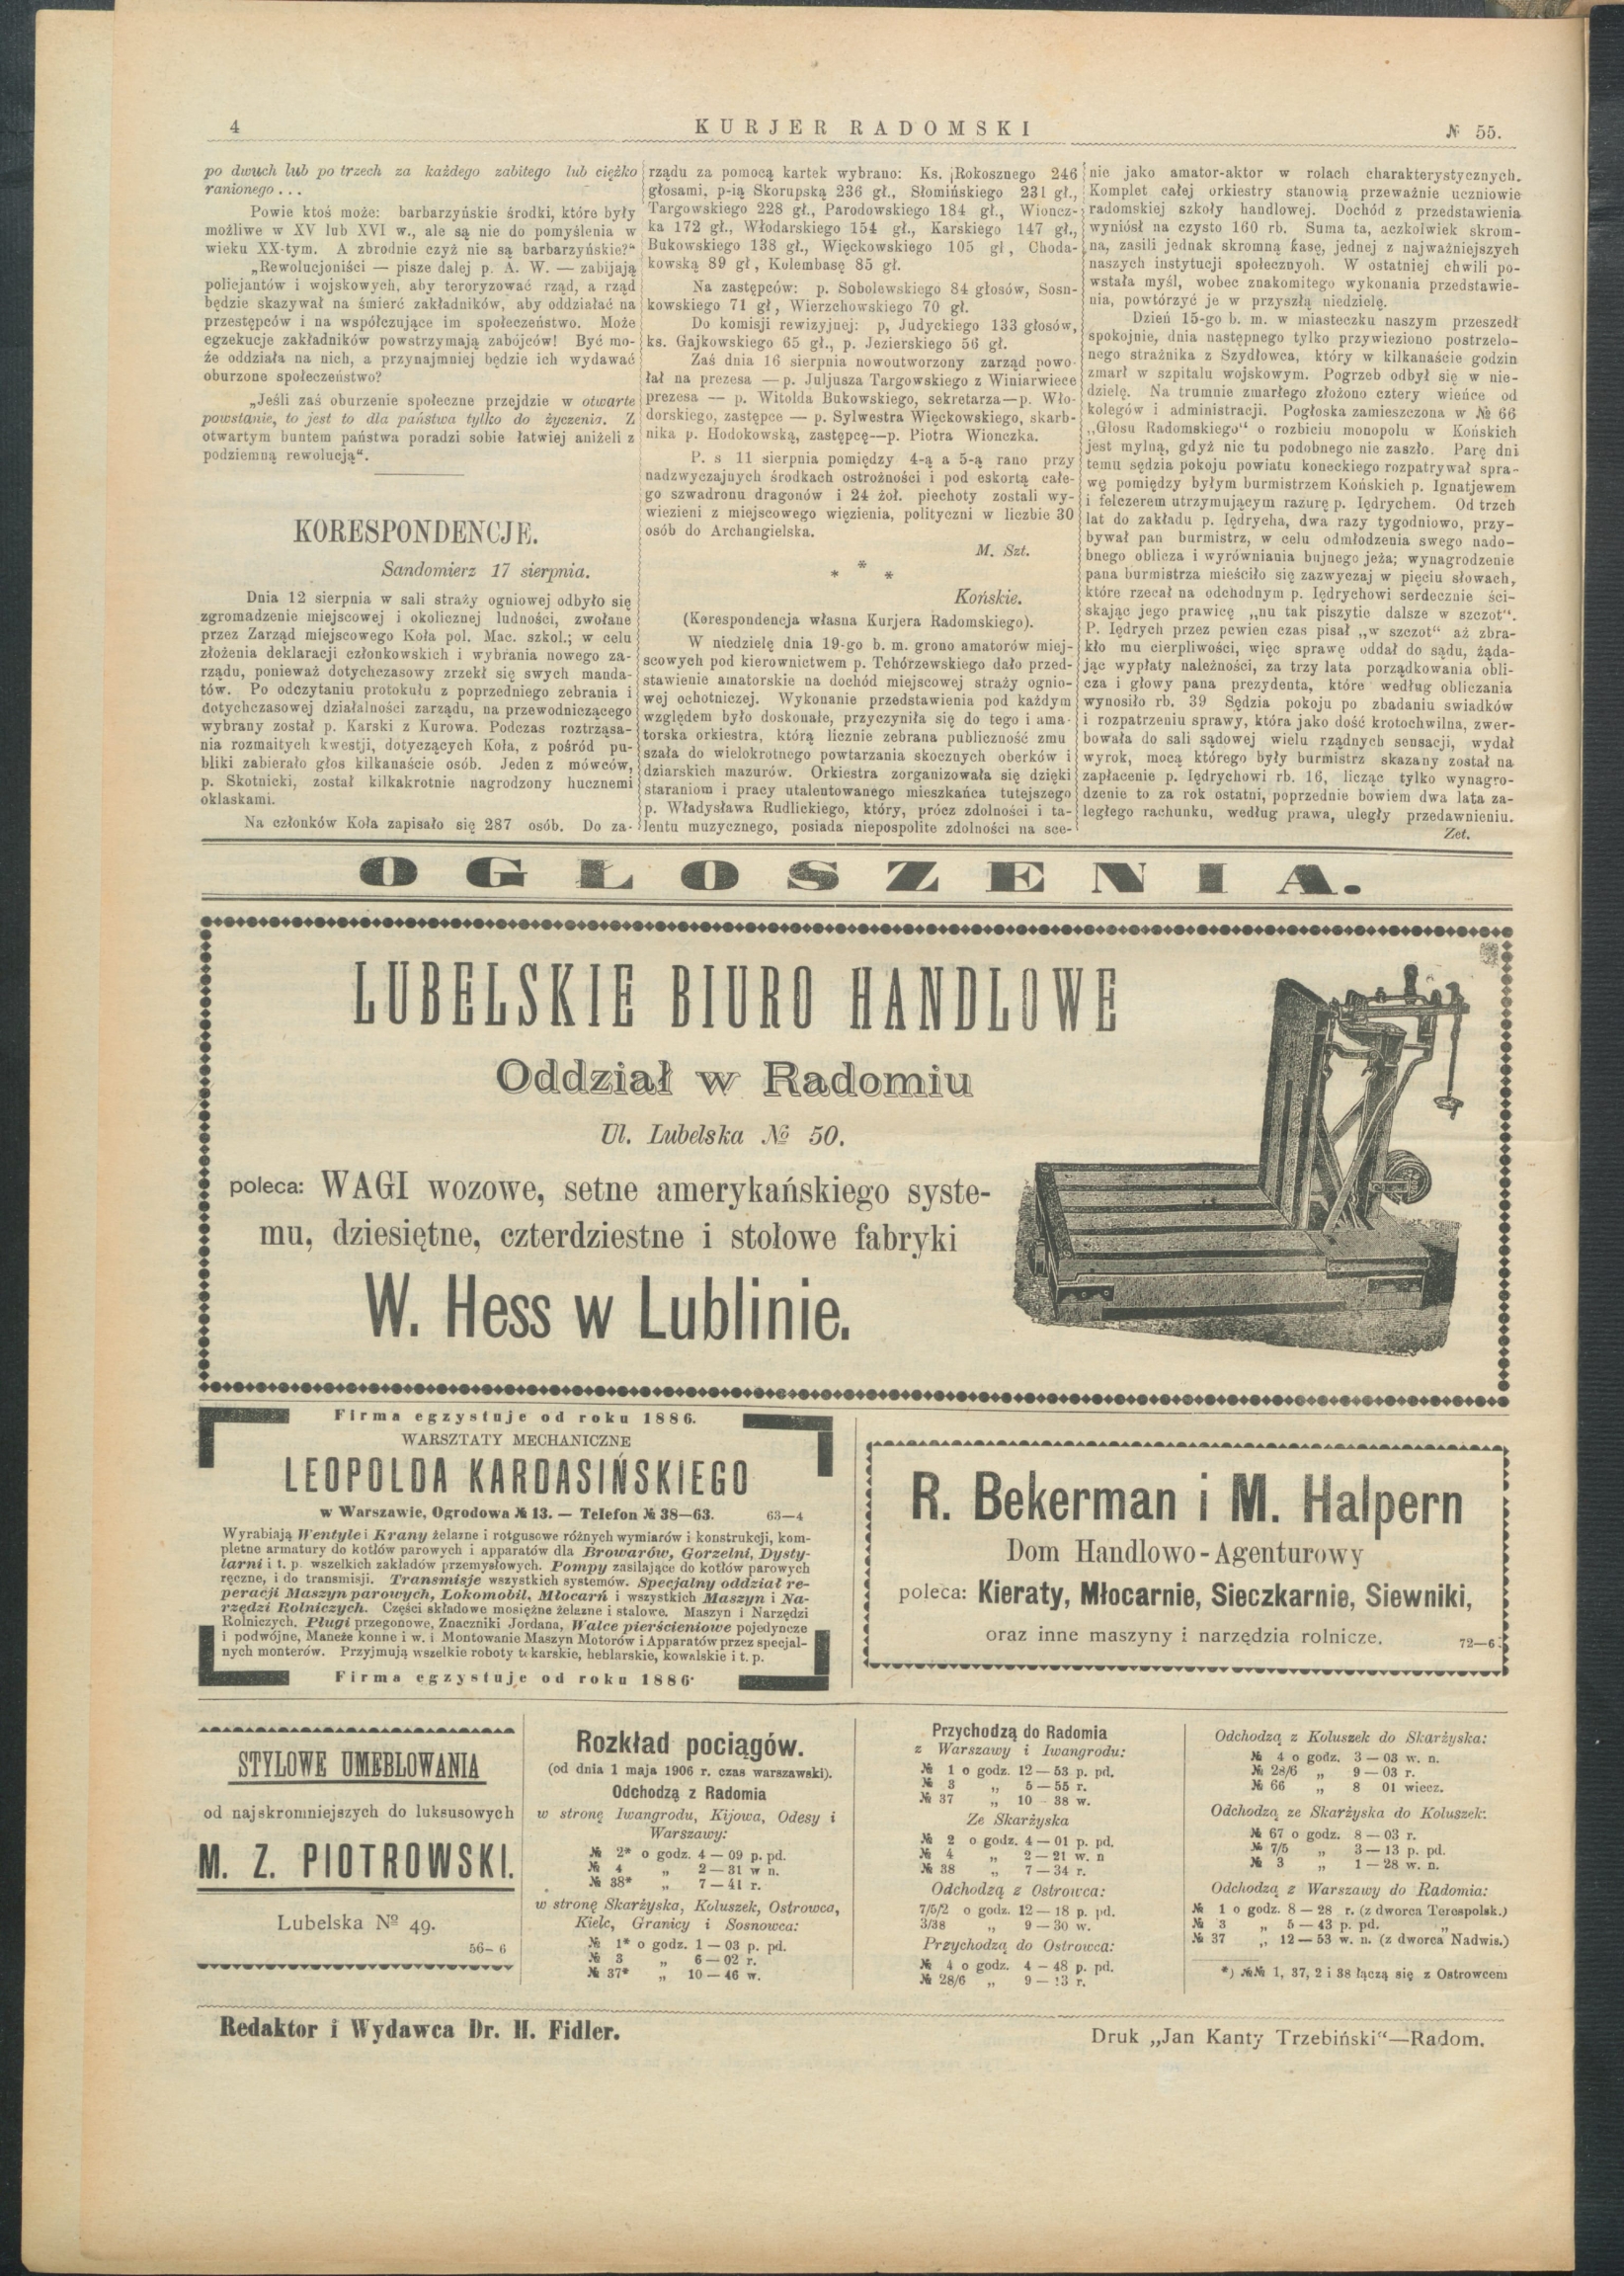 4
KURJER RADOMSKI
№ 55.
po dwuch lub po trzech za każdego zabitego lub ciężko
ranionego . . .
Powie ktoś może: barbarzyńskie środki, które były
możliwe w XV lub XVI w., ale są nie do pomyślenia w
wieku XX-tym. A zbrodnie czyż nie są barbarzyńskie?“
„Rewolucjoniści — pisze dalej p. A. W. — zabijają
policjantów i wojskowych, aby teroryzować rząd, a rząd
będzie skazywał na śmierć zakładników, aby oddziałać na
przestępców i na współczujące im społeczeństwo. Może
egzekucje zakładników powstrzymają zabójców! Być mo-
że oddziała na nich, a przynajmniej będzie ich wydawać
oburzone społeczeństwo?
„Jeśli zaś oburzenie społeczne przejdzie w otwarte
powstanie, to jest to dla państwa tylko do życzenia. Z
otwartym buntem państwa poradzi sobie łatwiej aniżeli z
podziemną rewolucją“.
KORESPONDENCJE.
Sandomierz 17 sierpnia.
Dnia 12 sierpnia w sali straży ogniowej odbyło się
zgromadzenie miejscowej i okolicznej ludności, zwołane
przez Zarząd miejscowego Koła pol. Mac. szkol.; w celu
złożenia deklaracji członkowskich i wybrania nowego za-
rządu, ponieważ dotychczasowy zrzekł się swych manda-
tów. Po odczytaniu protokułu z poprzedniego zebrania i
dotychczasowej działalności zarządu, na przewodniczącego
wybrany został p. Karski z Kurowa. Podczas roztrząsa-
nia rozmaitych kwestji, dotyczących Koła, z pośród pu-
bliki zabierało głos kilkanaście osób. Jeden z mówców,
p. Skotnicki, został kilkakrotnie nagrodzony hucznemi
oklaskami.
Na członków Koła zapisało się 287 osób. Do za-
rządu za pomocą kartek wybrano: Ks. Rokosznego 246
głosami, p-ią Skorupską 236 gł., Słomińskiego 231 gł.,
Targowskiego 228 gł., Parodowskiego 184 gł., Wioncz-
ka 172 gł., Włodarskiego 154 gł., Karskiego 147 gł.,
Bukowskiego 138 gł., Więckowskiego 105 gł, Choda-
kowską 89 gł, Kolembasę 85 gł.
Na zastępców: p. Sobolewskiego 84 głosów, Sosn-
kowskiego 71 gł, Wierzchowskiego 70 gł.
Do komisji rewizyjnej: p, Judyckiego 133 głosów,
ks. Gajkowskiego 65 gł., p. Jezierskiego 56 gł.
Zaś dnia 16 sierpnia nowoutworzony zarząd powo-
łał na prezesa — p. Juljusza Targowskiego z Winiarwiece
prezesa — p. Witolda Bukowskiego, sekretarza—p. Wło-
dorskiego, zastępce — p. Sylwestra Więckowskiego, skarb-
nika p. Hodokowską, zastępcę—p. Piotra Wionczka.
P. s 11 sierpnia pomiędzy 4-ą a 5-ą rano przy
nadzwyczajnych środkach ostrożności i pod eskortą całe-
go szwadronu dragonów i 24 żoł. piechoty zostali wy-
wiezieni z miejscowego więzienia, polityczni w liczbie 30
osób do Archangielska.
M. Szt.
* * *
Końskie.
(Korespondencja własna Kurjera Radomskiego).
W niedzielę dnia 19-go b. m. grono amatorów miej-
scowych pod kierownictwem p. Tchórzewskiego dało przed-
stawienie amatorskie na dochód miejscowej straży ognio-
wej ochotniczej. Wykonanie przedstawienia pod każdym
względem było doskonałe, przyczyniła się do tego i ama-
torska orkiestra, którą licznie zebrana publiczność zmu
szała do wielokrotnego powtarzania skocznych oberków i
dziarskich mazurów. Orkiestra zorganizowała się dzięki
staraniom i pracy utalentowanego mieszkańca tutejszego
p. Władysława Rudlickiego, który, prócz zdolności i ta-
lentu muzycznego, posiada niepospolite zdolności na sce-
nie jako amator-aktor w rolach charakterystycznych.
Komplet całej orkiestry stanowią przeważnie uczniowie
radomskiej szkoły handlowej. Dochód z przedstawienia
wyniósł na czysto 160 rb. Suma ta, aczkolwiek skrom-
na, zasili jednak skromną kasę, jednej z najważniejszych
naszych instytucji społecznych. W ostatniej chwili po-
wstała myśl, wobec znakomitego wykonania przedstawie-
nia, powtórzyć je w przyszłą niedzielę.
Dzień 15-go b. m. w miasteczku naszym przeszedł
spokojnie, dnia następnego tylko przywieziono postrzelo-
nego strażnika z Szydłowca, który w kilkanaście godzin
zmarł w szpitalu wojskowym. Pogrzeb odbył się w nie-
dzielę. Na trumnie zmarłego złożono cztery wieńce od
kolegów i administracji. Pogłoska zamieszczona w № 66
„Głosu Radomskiego“ o rozbiciu monopolu w Końskich
jest mylną, gdyż nic tu podobnego nie zaszło. Parę dni
temu sędzia pokoju powiatu koneckiego rozpatrywał spra-
wę pomiędzy byłym burmistrzem Końskich p. Ignatjewem
i felczerem utrzymującym razurę p. Iędrychem. Od trzech
lat do zakładu p. Iędrycha, dwa razy tygodniowo, przy-
bywał pan burmistrz, w celu odmłodzenia swego nado-
bnego oblicza i wyrówniania bujnego jeża; wynagrodzenie
pana burmistrza mieściło się zazwyczaj w pięciu słowach,
które rzecał na odchodnym p. Iędrychowi serdecznie ści-
skając jego prawicę „nu tak piszytie dalsze w szczot“.
P. Iędrych przez pewien czas pisał „w szczot“ aż zbra-
kło mu cierpliwości, więc sprawę oddał do sądu, żąda-
jąc wypłaty należności, za trzy lata porządkowania obli-
cza i głowy pana prezydenta, które według obliczania
wynosiło rb. 39 Sędzia pokoju po zbadaniu swiadków
i rozpatrzeniu sprawy, która jako dość krotochwilna, zwer-
bowała do sali sądowej wielu rządnych sensacji, wydał
wyrok, mocą którego były burmistrz skazany został na
zapłacenie p. Iędrychowi rb. 16, licząc tylko wynagro-
dzenie to za rok ostatni, poprzednie bowiem dwa lata za-
ległego rachunku, według prawa, uległy przedawnieniu.
Zet.
OGŁOSZENIA.
LUBELSKIE BIURO HANDLOWE
Oddział w Radomiu
Ul. Lubelska № 50.
poleca: WAGI wozowe, setne amerykańskiego syste-
mu, dziesiętne, czterdziestne i stołowe fabryki
W. Hess w Lublinie.
Firma egzystuje od roku 1886.
WARSZTATY MECHANICZNE
LEOPOLDA KARDASIŃSKIEGO
w Warszawie, Ogrodowa № 13. — Telefon № 38—63.
63—4
Wyrabiają Wentyle i Krany żelazne i rotgusowe różnych wymiarów i konstrukcji, kom-
pletne armatury do kotłów parowych i apparatów dla Browarów, Gorzelni, Dysty-
larni i t. p. wszelkich zakładów przemysłowych. Pompy zasilające do kotłów parowych
ręczne, i do transmisji. Transmisje wszystkich systemów. Specjalny oddział re-
peracji Maszyn parowych, Lokomobil, Młocarń i wszystkich Maszyn i Na-
rzędzi Rolniczych. Części składowe mosiężne żelazne i stalowe. Maszyn i Narzędzi
Rolniczych. Pługi przegonowe, Znaczniki Jordana, Walce pierścieniowe pojedyncze
i podwójne, Maneże konne i w. i Montowanie Maszyn Motorów i Apparatów przez specjal-
nych monterów. Przyjmują wszelkie roboty tokarskie, heblarskie, kowalskie i t. p.
Firma egzystuje od roku 1886
R. Bekerman i M. Halpern
Dom Handlowo-Agenturowy
poleca: Kieraty, Młocarnie, Sieczkarnie, Siewniki,
oraz inne maszyny i narzędzia rolnicze.
72—6
STYLOWE UMEBLOWANIA
od najskromniejszych do luksusowych
M. Z. PIOTROWSKI.
Lubelska № 49.
56-6
Rozkład pociągów.
(od dnia 1 maja 1906 r. czas warszawski).
Odchodzą z Radomia
w stronę Iwangrodu, Kijowa, Odesy i
Warszawy:
№ 2* o godz. 4 — 09 p. pd.
№ 4 „ 2—31 w n.
№ 38* „ 7—41 r.
w stronę Skarżyska, Koluszek, Ostrowca,
Kielc, Granicy i Sosnowca:
№ 1* o godz. 1 — 03 p. pd.
№ 3 „ 6—02 r.
№ 37* „ 10—46 w.
Przychodzą do Radomia
z Warszawy i Iwangrodu:
№ 1 o godz. 12—53 p. pd.
№ 3 „ 5—55 r.
№ 37 „ 10 38 w.
Ze Skarżyska
№ 2 o godz. 4—01 p. pd.
№ 4 „ 2—21 w. n
№ 38 „ 7—34 r.
Odchodzą z Ostrowca:
7/5/2 o godz. 12—18 p. pd.
3/38 „ 9—30 w.
Przychodzą do Ostrowca:
№ 4 o godz. 4 — 48 p. pd.
№ 28/6 „ 9—13 r.
Odchodzą z Koluszek do Skarżyska:
№ 4 o godz. 3—03 w. n.
№ 28/6 „ 9—03 r.
№ 66 „ 8 01 wiecz.
Odchodzą ze Skarżyska do Koluszek:
№ 67 o godz. 8—03 r.
№ 7/5 „ 3—13 p. pd.
№ 3 „ 1—28 w. n.
Odchodzą z Warszawy do Radomia:
№ 1 o godz. 8—28 r. (z dworca Terespolsk.)
№ 3 „ 5—43 p. pd. „
№ 37 „ 12—53 w. n. (z dworca Nadwis.)
*) №№ 1, 37, 2 i 38 łączą się z Ostrowcem
Redaktor i Wydawca Dr. H. Fidler.
Druk „Jan Kanty Trzebiński“—Radom.